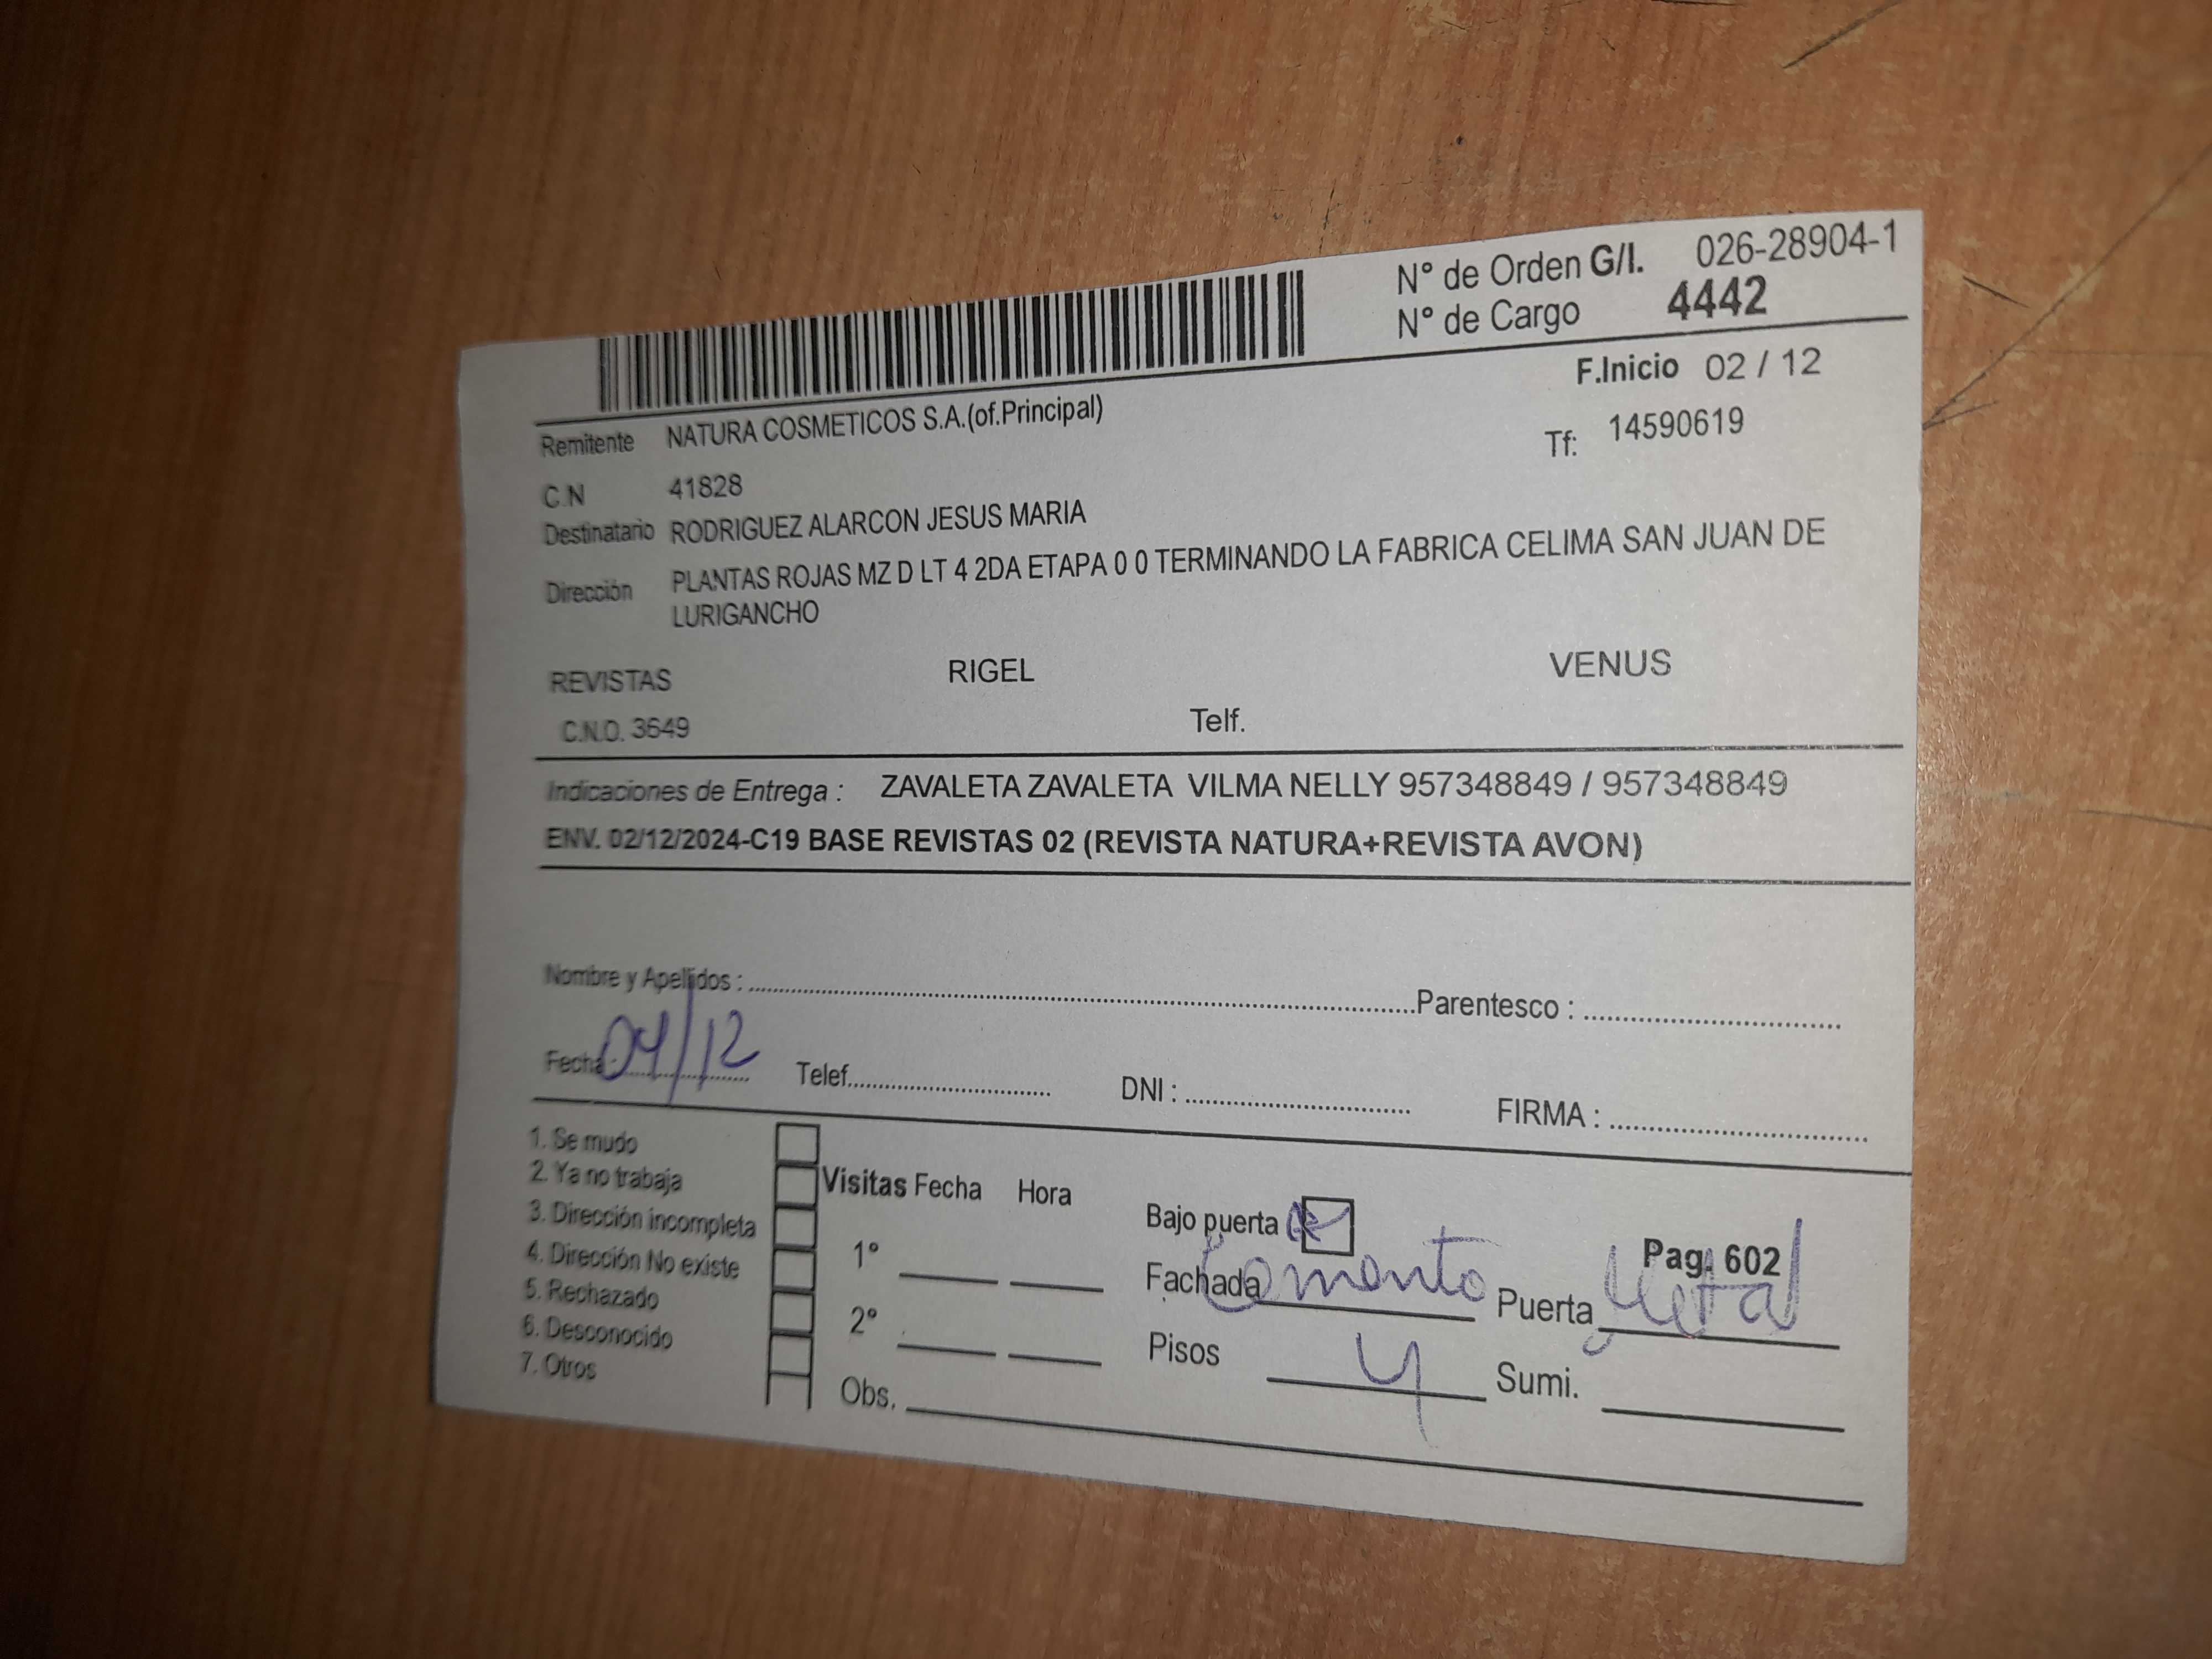 N° de Orden G/I. 026-28904-1
N° de Cargo 4442
F.Inicio 02 / 12
Remitente NATURA COSMETICOS S.A.(of.Principal)
Tf: 14590619
C.N 41828
Destinatario RODRIGUEZ ALARCON JESUS MARIA
Dirección PLANTAS ROJAS MZ D LT 4 2DA ETAPA 0 0 TERMINANDO LA FABRICA CELIMA SAN JUAN DE
LURIGANCHO
REVISTAS RIGEL VENUS
C.N.O. 3649 Telf.
Indicaciones de Entrega : ZAVALETA ZAVALETA VILMA NELLY 957348849 / 957348849
ENV. 02/12/2024-C19 BASE REVISTAS 02 (REVISTA NATURA+REVISTA AVON)
Nombre y Apellidos : Parentesco :
Fecha 04/12 Telef. DNI : FIRMA :
1. Se mudo
2. Ya no trabaja
3. Dirección incompleta
4. Dirección No existe
5. Rechazado
6. Desconocido
7. Otros
Visitas Fecha Hora
1°
2°
Obs.
Bajo puerta
Pag. 602
Fachada Cemento Puerta Metal
Pisos 4 Sumi.